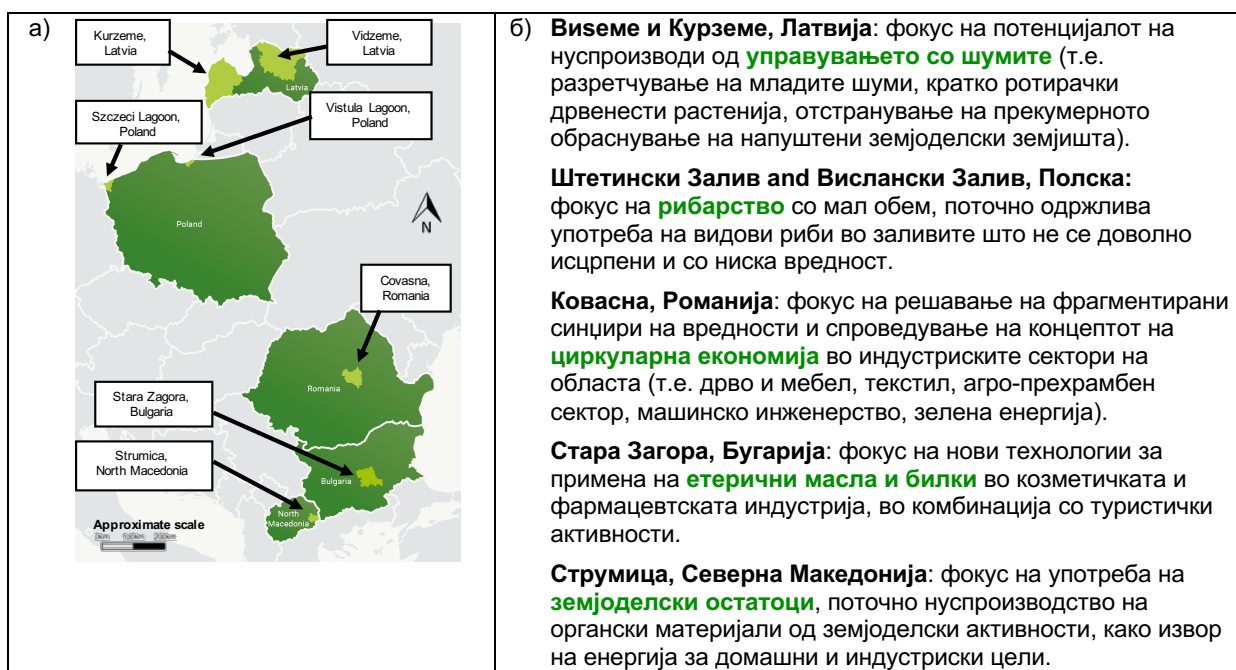 а)
Kurzeme,
Latvia
Vidzeme,
Latvia
Latvia
Szczeci Lagoon,
Poland
Vistula Lagoon,
Poland
Poland
N
Covasna,
Romania
Romania
Stara Zagora,
Bulgaria
Bulgaria
Strumica,
North Macedonia
North
Macedonia
Approximate scale
б) Виѕеме и Курземе, Латвија: фокус на потенцијалот на
нуспроизводи од управувањето со шумите (т.е.
разретчување на младите шуми, кратко ротирачки
дрвенести растенија, отстранување на прекумерното
обраснување на напуштени земјоделски земјишта).
Штетински Залив and Вислански Залив, Полска:
фокус на рибарство со мал обем, поточно одржлива
употреба на видови риби во заливите што не се доволно
исцрпени и со ниска вредност.
Ковасна, Романија: фокус на решавање на фрагментирани
синџири на вредности и спроведување на концептот на
циркуларна економија во индустриските сектори на
областа (т.е. дрво и мебел, текстил, агро-прехрамбен
сектор, машинско инженерство, зелена енергија).
Стара Загора, Бугарија: фокус на нови технологии за
примена на етерични масла и билки во козметичката и
фармацевтската индустрија, во комбинација со туристички
активности.
Струмица, Северна Македонија: фокус на употреба на
земјоделски остатоци, поточно нуспроизводство на
органски материјали од земјоделски активности, како извор
на енергија за домашни и индустриски цели.